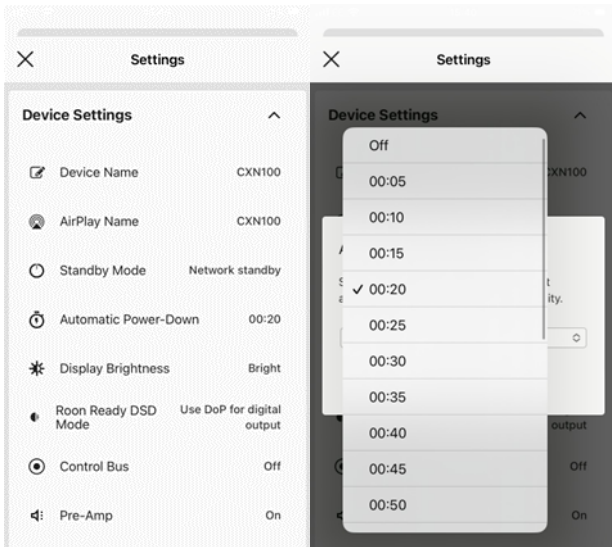 Settings
Device Settings
Device Name CXN100
AirPlay Name CXN100
Standby Mode Network standby
Automatic Power-Down 00:20
Display Brightness Bright
Roon Ready DSD Mode Use DoP for digital output
Control Bus Off
Pre-Amp On
Settings
Device Settings
CXN100
Off
00:05
00:10
00:15
00:20
00:25
00:30
00:35
00:40
00:45
00:50
output
Off
On